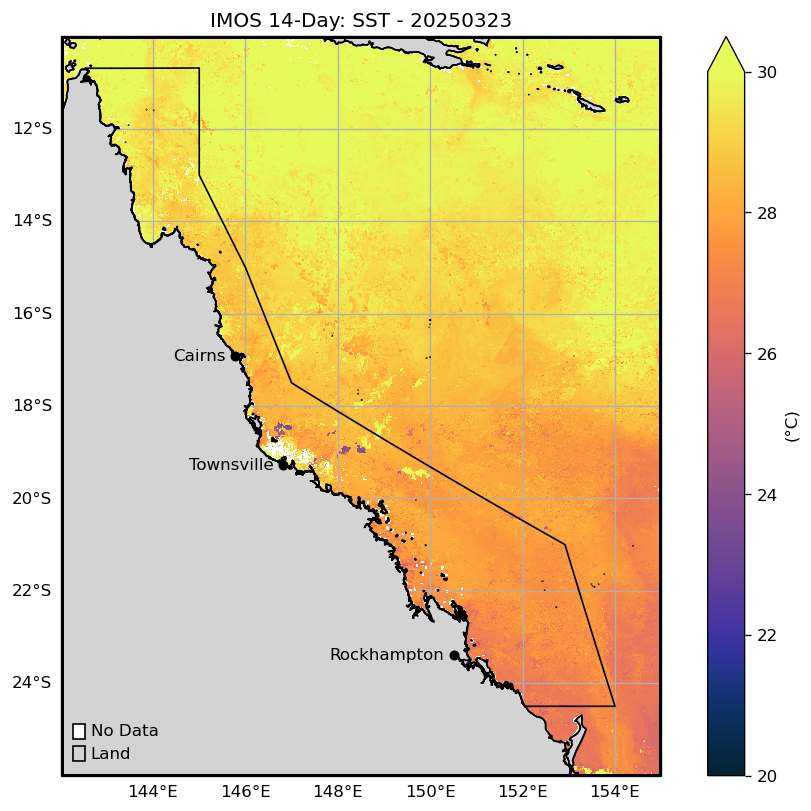 IMOS 14-Day: SST - 20250323
30
12°S
28
14°S
16°S
26
Cairns
18°S
(°C)
Townsville
24
20°S
22°S
22
Rockhampton
24°S
No Data
Land
20
144°E 146°E 148°E 150°E 152°E 154°E